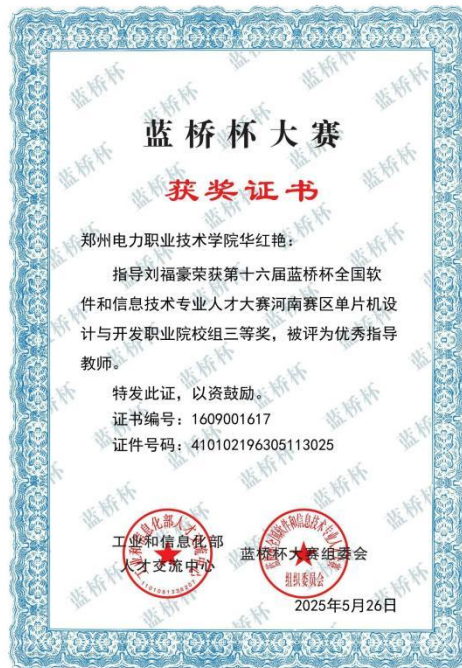 蓝桥杯大赛
获奖证书
郑州电力职业技术学院华红艳：
指导刘福豪荣获第十六届蓝桥杯全国软
件和信息技术专业人才大赛河南赛区单片机设
计与开发职业院校组三等奖，被评为优秀指导
教师。
特发此证，以资鼓励。
证书编号：1609001617
证件号码：410102196305113025
工业和信息化部
人才交流中心
蓝桥杯大赛组委会
组织委员会
2025年5月26日